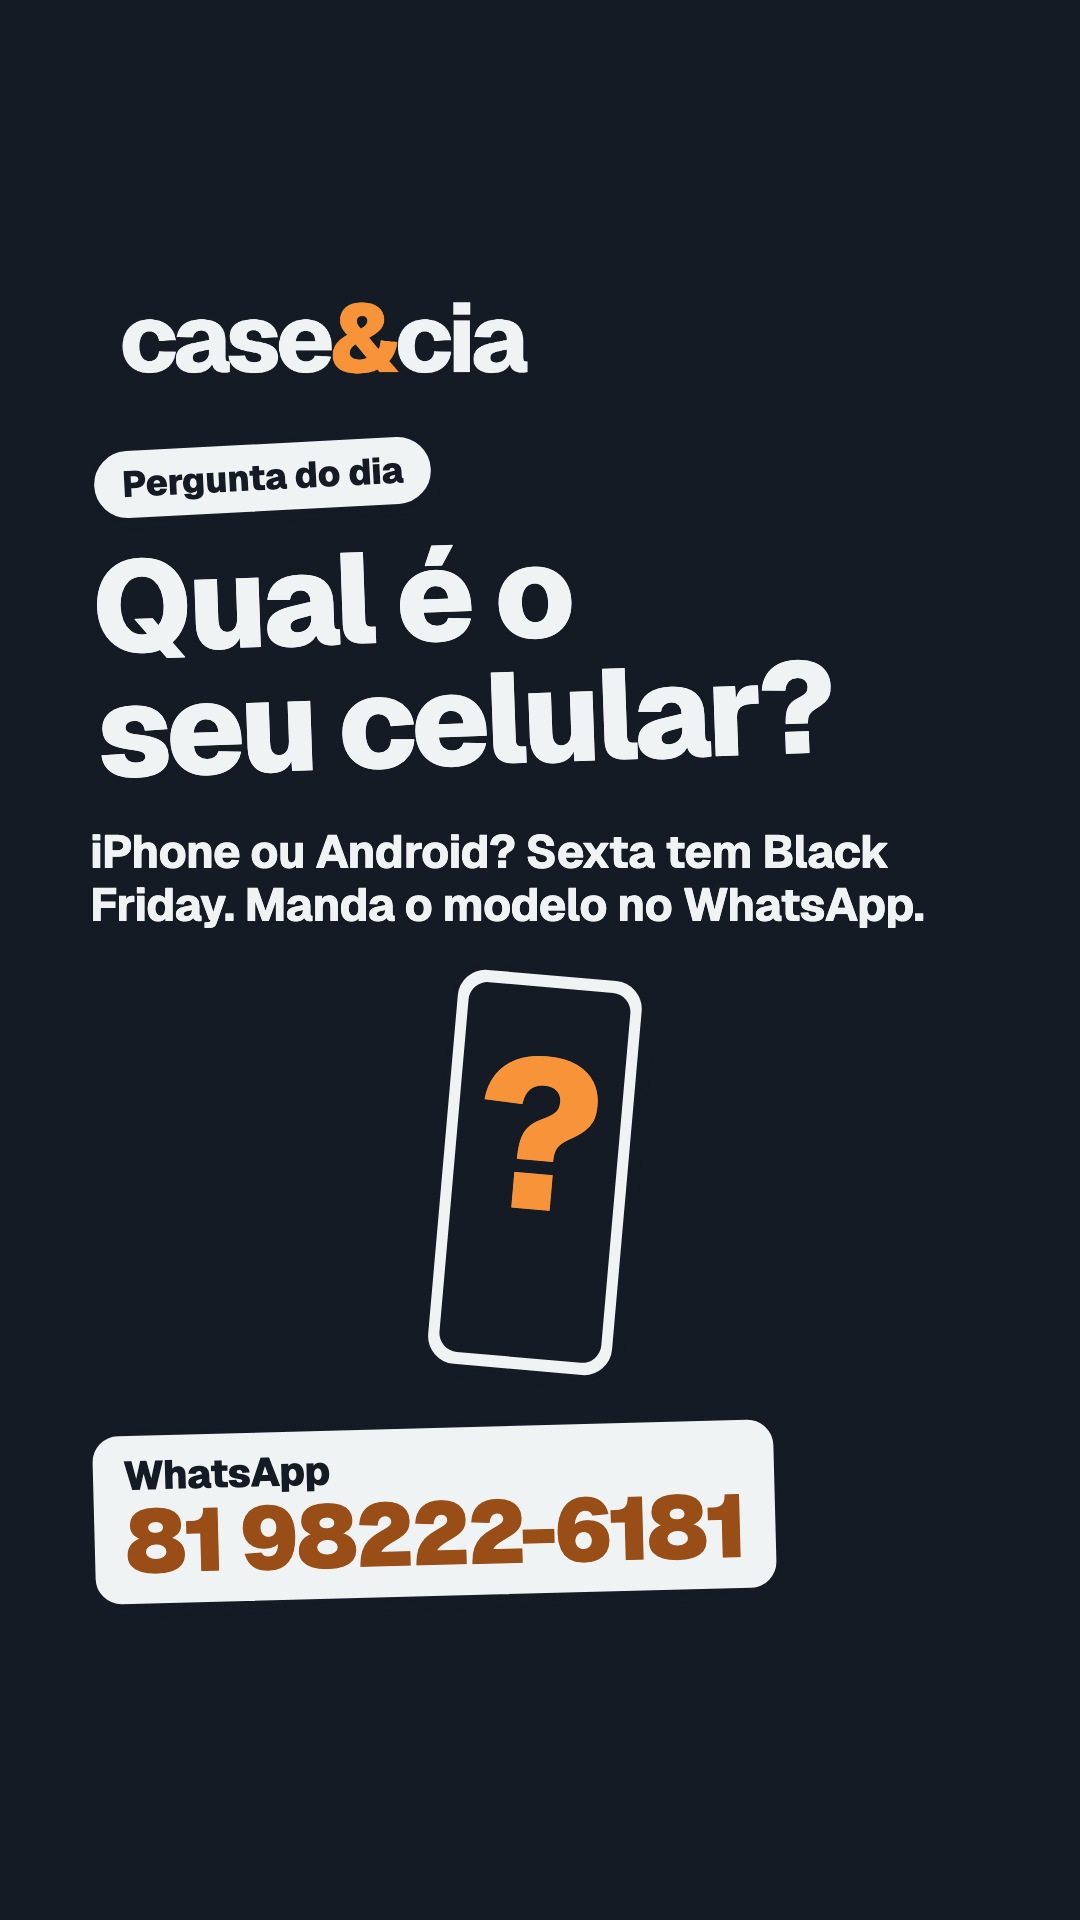 case&cia
Pergunta do dia
Qual é o
seu celular?
iPhone ou Android? Sexta tem Black
Friday. Manda o modelo no WhatsApp.
?
WhatsApp
81 98222-6181